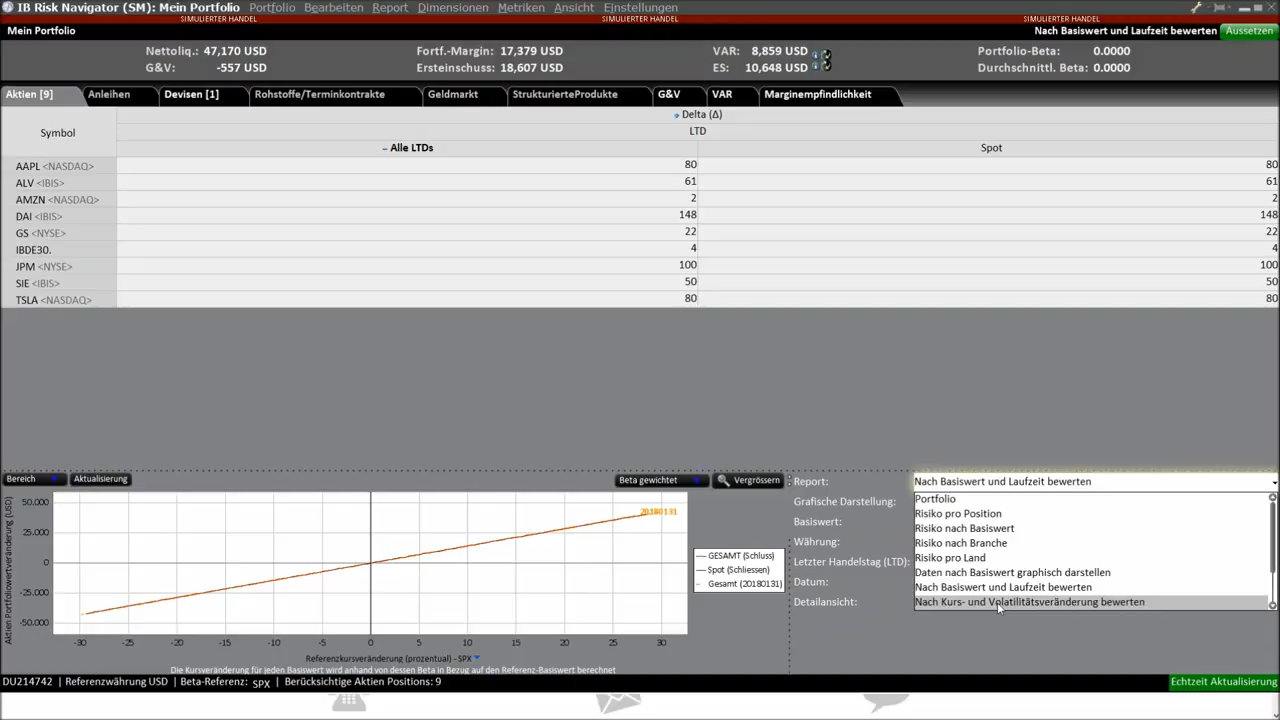 IB Risk Navigator (SM): Mein Portfolio Portfolio Bearbeiten Report Dimensionen Metriken Ansicht Einstellungen
SIMULIERTER HANDEL SIMULIERTER HANDEL SIMULIERTER HANDEL
Mein Portfolio Nach Basiswert und Laufzeit bewerten Aussetzen
Nettoliq.: 47,170 USD Fortf.-Margin: 17,379 USD VAR: 8,859 USD Portfolio-Beta: 0.0000
G&V: -557 USD Ersteinschuss: 18,607 USD ES: 10,648 USD Durchschnittl. Beta: 0.0000
Aktien [9] Anleihen Devisen [1] Rohstoffe/Terminkontrakte Geldmarkt StrukturierteProdukte G&V VAR Marginempfindlichkeit
Delta (Δ)
Symbol LTD
– Alle LTDs Spot
AAPL <NASDAQ> 80 80
ALV <IBIS> 61 61
AMZN <NASDAQ> 2 2
DAI <IBIS> 148 148
GS <NYSE> 22 22
IBDE30. 4 4
JPM <NYSE> 100 100
SIE <IBIS> 50 50
TSLA <NASDAQ> 80 80
Bereich Aktualisierung Beta gewichtet Vergrössern
Aktien Portfoliowertveränderung (USD)
50.000
25.000
0
-25.000
-50.000
20180131
GESAMT (Schluss)
Spot (Schliessen)
Gesamt (20180131)
-30 -25 -20 -15 -10 -5 0 5 10 15 20 25 30
Referenzkursveränderung (prozentual) - SPX
Die Kursveränderung für jeden Basiswert wird anhand von dessen Beta in Bezug auf den Referenz-Basiswert berechnet
Report: Nach Basiswert und Laufzeit bewerten
Grafische Darstellung:
Basiswert:
Währung:
Letzter Handelstag (LTD):
Datum:
Detailansicht:
Portfolio
Risiko pro Position
Risiko nach Basiswert
Risiko nach Branche
Risiko pro Land
Daten nach Basiswert graphisch darstellen
Nach Basiswert und Laufzeit bewerten
Nach Kurs- und Volatilitätsveränderung bewerten
DU214742 | Referenzwährung USD | Beta-Referenz: SPX | Berücksichtige Aktien Positions: 9 Echtzeit Aktualisierung